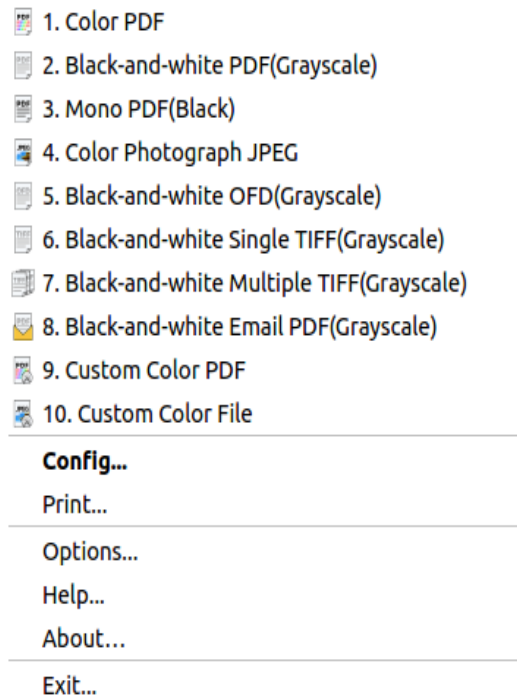 1. Color PDF
2. Black-and-white PDF(Grayscale)
3. Mono PDF(Black)
4. Color Photograph JPEG
5. Black-and-white OFD(Grayscale)
6. Black-and-white Single TIFF(Grayscale)
7. Black-and-white Multiple TIFF(Grayscale)
8. Black-and-white Email PDF(Grayscale)
9. Custom Color PDF
10. Custom Color File
Config...
Print...
Options...
Help...
About...
Exit...